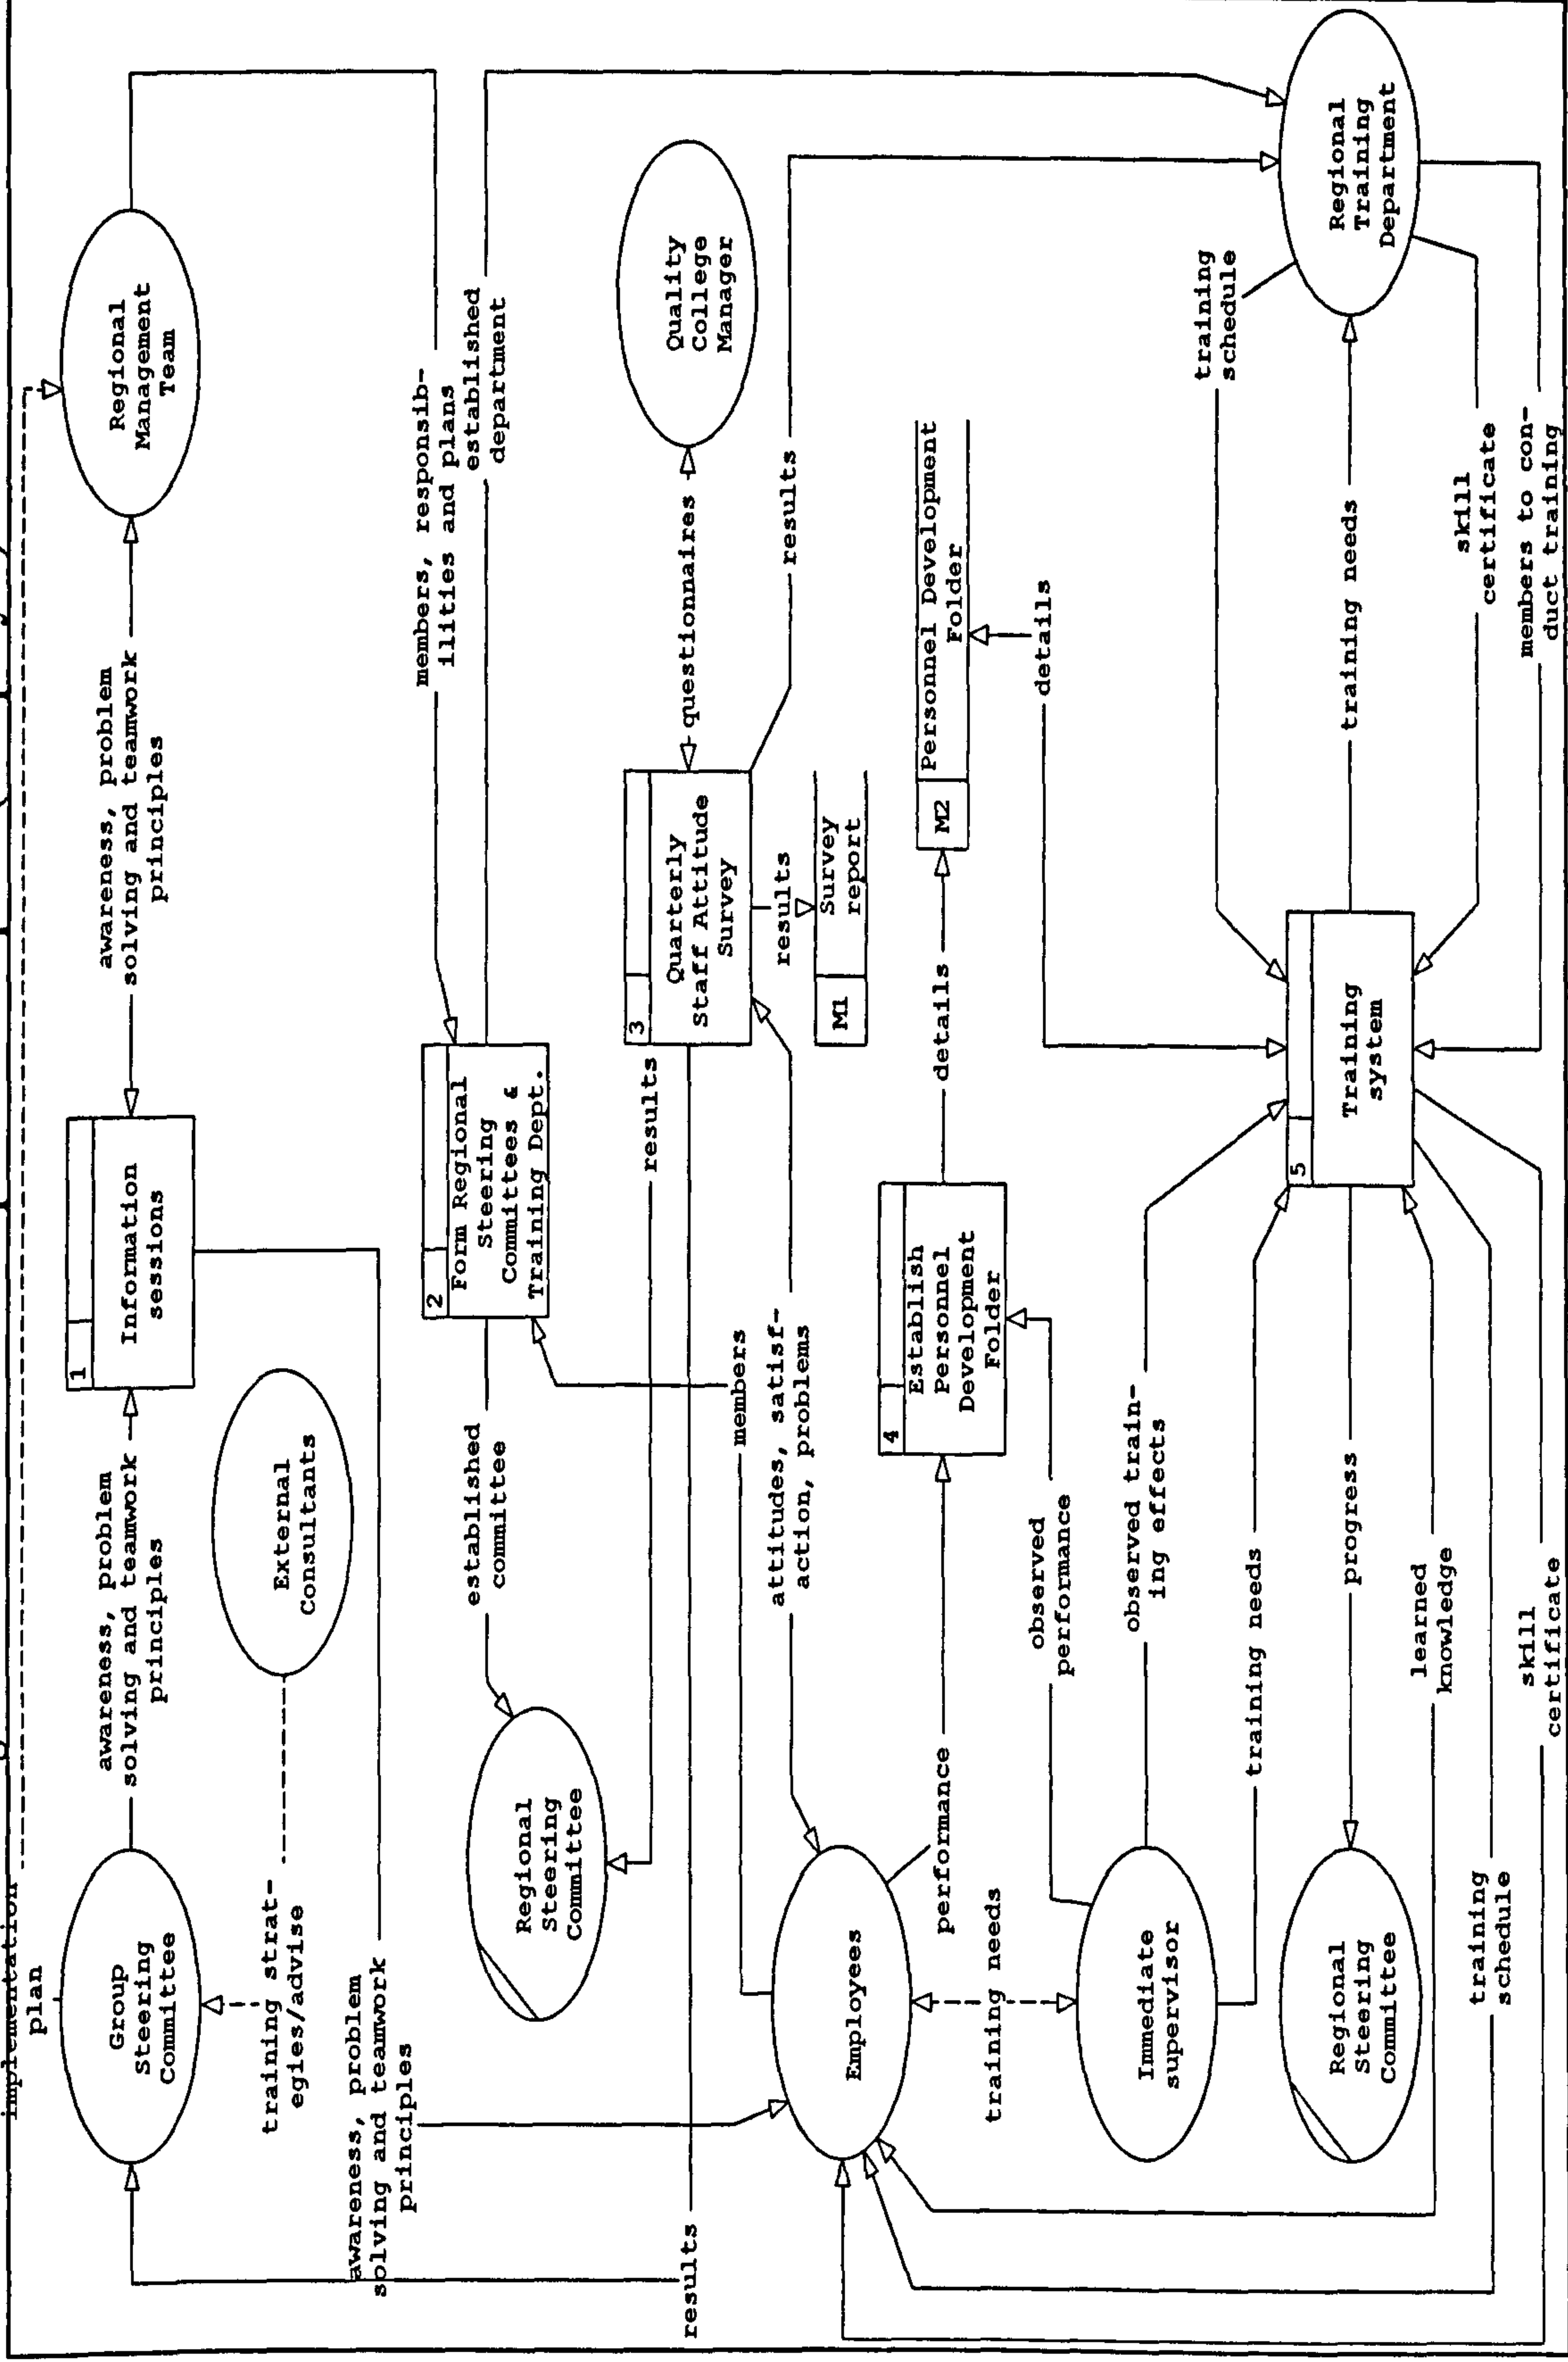 implementation
plan
Group
Steering
Committee
awareness, problem
solving and teamwork
principles
1
Information
sessions
awareness, problem
solving and teamwork
principles
Regional
Management
Team
External
Consultants
training strat-
egies/advise
awareness, problem
solving and teamwork
principles
2
Form Regional
Steering
Committees &
Training Dept.
members, responsib-
ilities and plans
established
department
established
committee
Regional
Steering
Committee
results
results
members
3
Quarterly
Staff Attitude
Survey
questionnaires
Quality
College
Manager
results
results
M1
Survey
report
attitudes, satisf-
action, problems
Employees
performance
4
Establish
Personnel
Development
Folder
details
M2
Personnel Development
Folder
details
training needs
observed
performance
Immediate
supervisor
observed train-
ing effects
training needs
Regional
Steering
Committee
progress
5
Training
system
training
schedule
training needs
Regional
Training
Department
skill
certificate
members to con-
duct training
learned
knowledge
training
schedule
skill
certificate